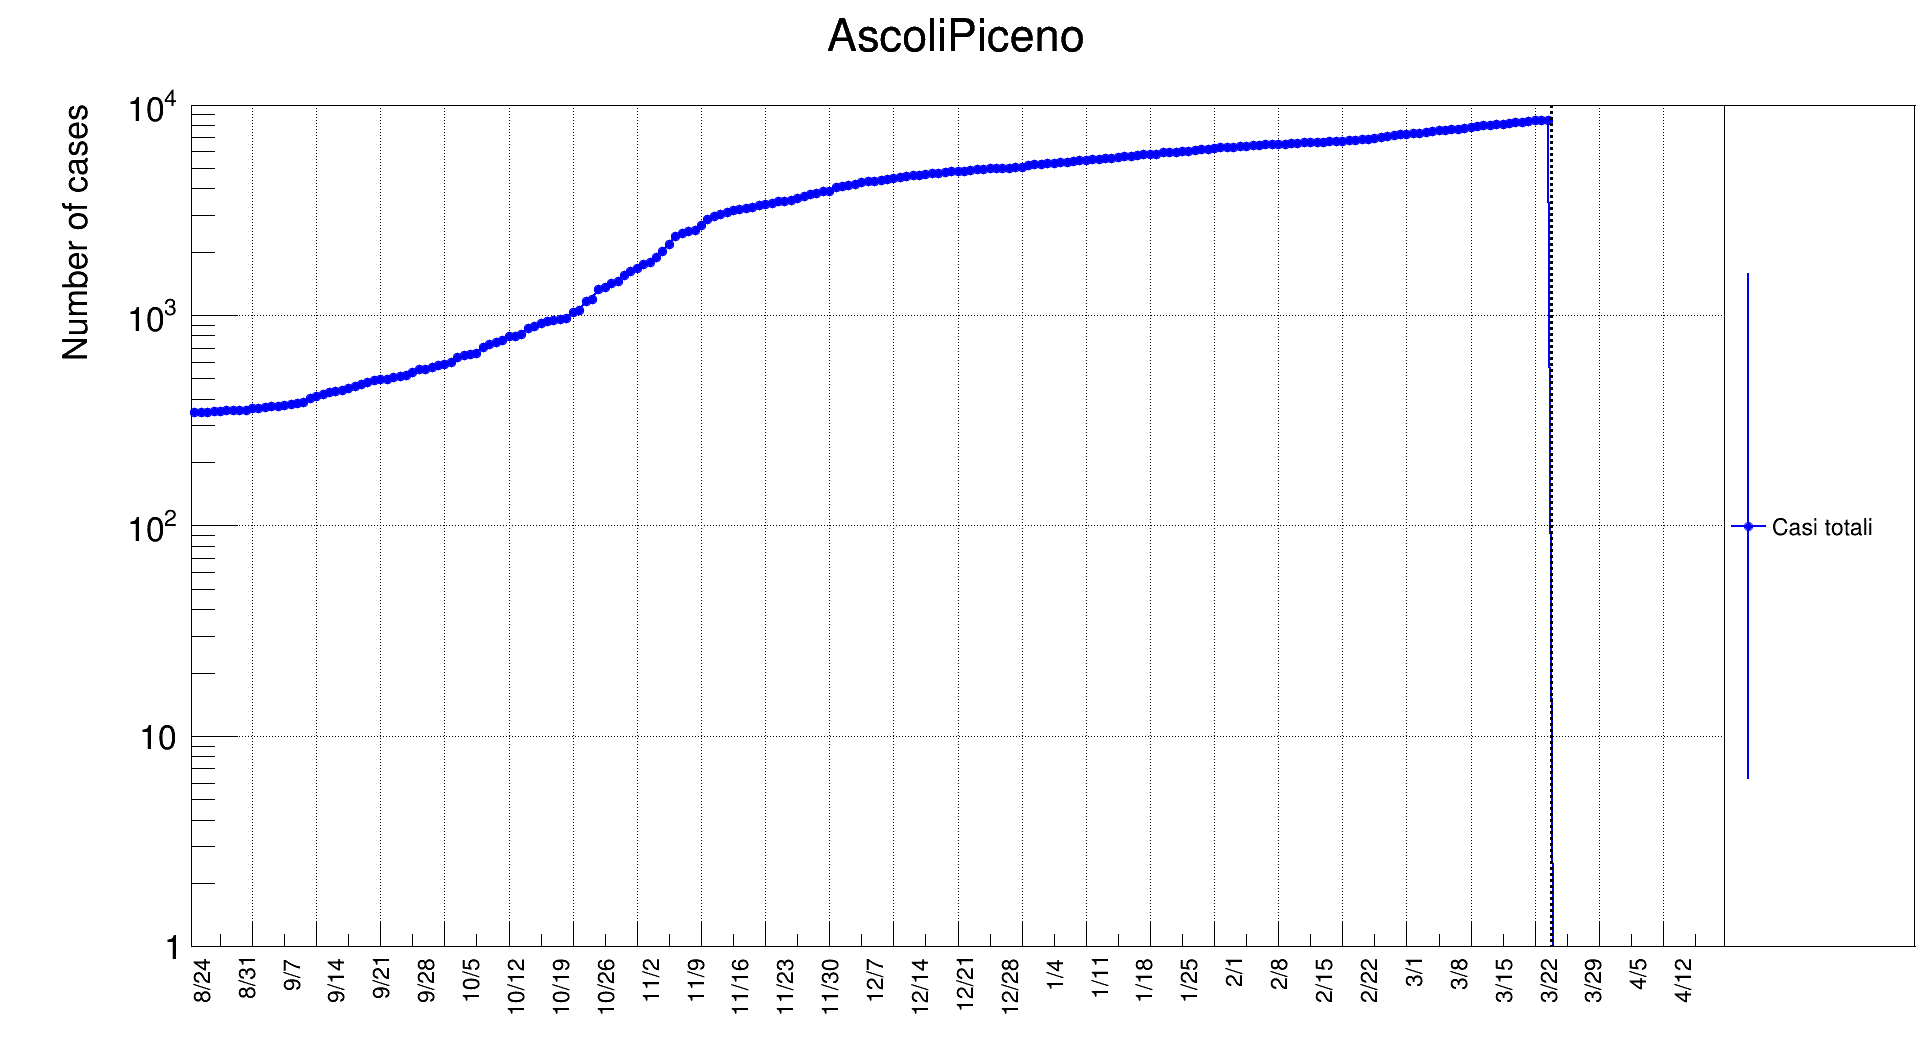 AscoliPiceno
Number of cases
10^4
10^3
10^2
10
1
8/24 8/31 9/7 9/14 9/21 9/28 10/5 10/12 10/19 10/26 11/2 11/9 11/16 11/23 11/30 12/7 12/14 12/21 12/28 1/4 1/11 1/18 1/25 2/1 2/8 2/15 2/22 3/1 3/8 3/15 3/22 3/29 4/5 4/12
Casi totali